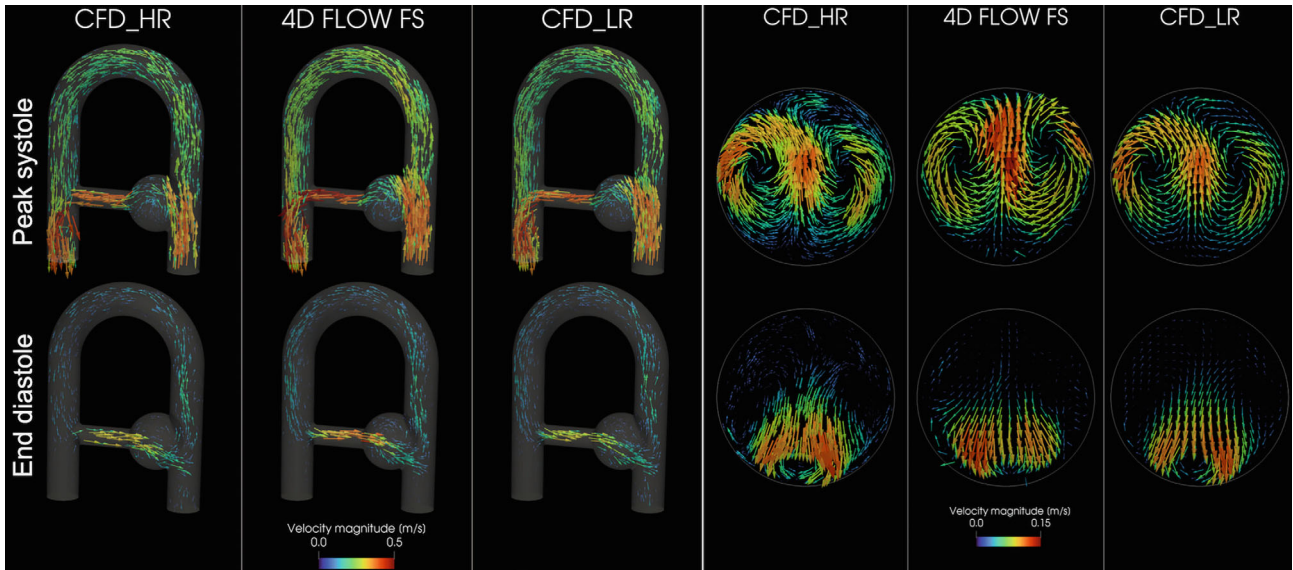 CFD_HR
4D FLOW FS
CFD_LR
CFD_HR
4D FLOW FS
CFD_LR
Peak systole
End diastole
Velocity magnitude [m/s]
0.0
0.5
Velocity magnitude [m/s]
0.0
0.15